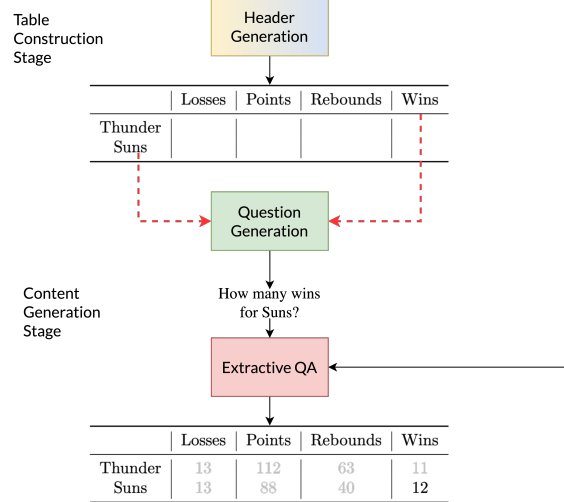 Table
Construction
Stage
Header
Generation
Losses Points Rebounds Wins
Thunder
Suns
Question
Generation
Content
Generation
Stage
How many wins
for Suns?
Extractive QA
Losses Points Rebounds Wins
Thunder 13 112 63 11
Suns 13 88 40 12